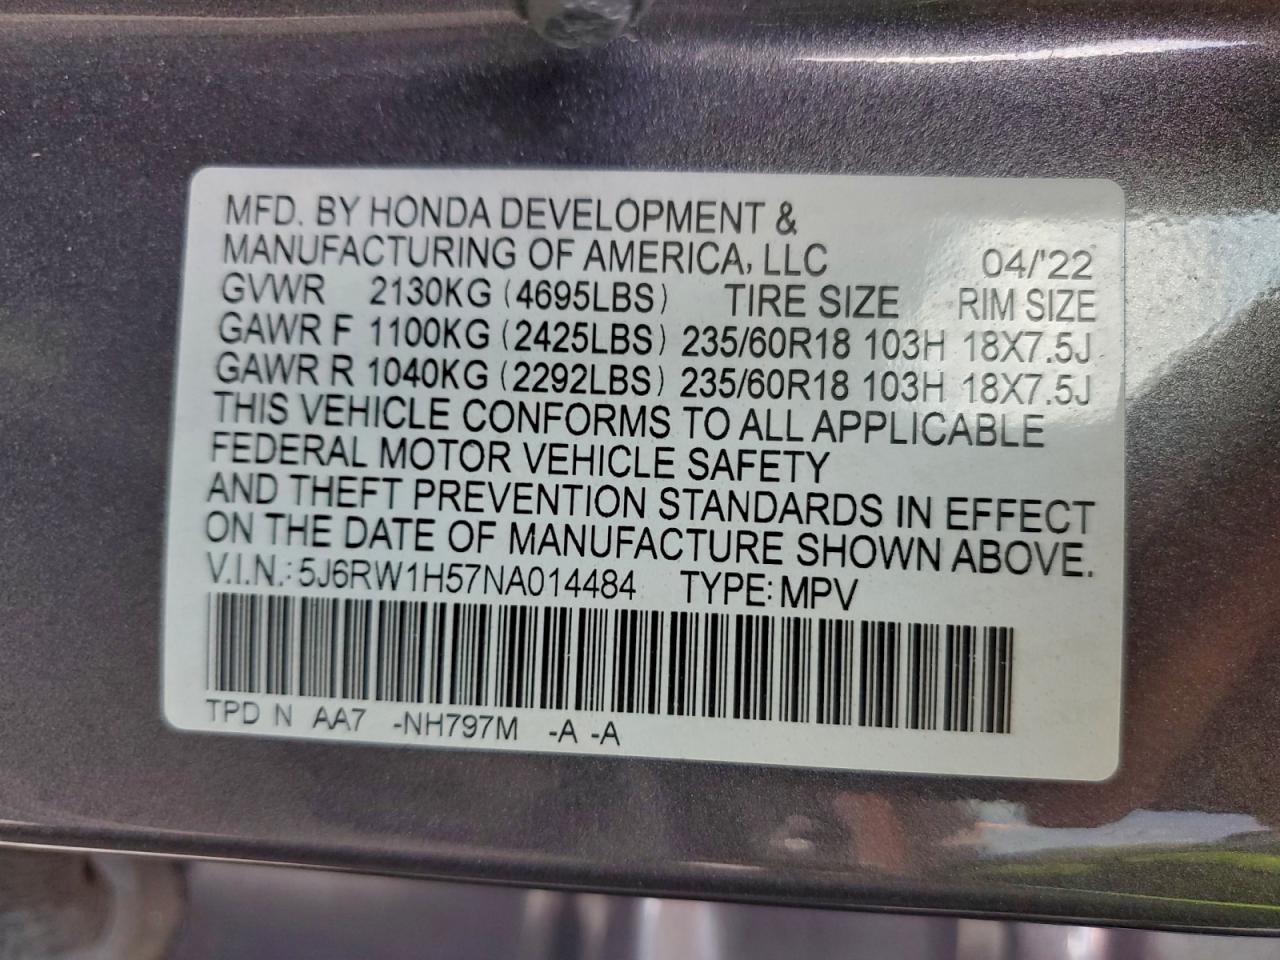 MFD. BY HONDA DEVELOPMENT &
MANUFACTURING OF AMERICA, LLC 04/'22
GVWR 2130KG (4695LBS) TIRE SIZE RIM SIZE
GAWR F 1100KG (2425LBS) 235/60R18 103H 18X7.5J
GAWR R 1040KG (2292LBS) 235/60R18 103H 18X7.5J
THIS VEHICLE CONFORMS TO ALL APPLICABLE
FEDERAL MOTOR VEHICLE SAFETY
AND THEFT PREVENTION STANDARDS IN EFFECT
ON THE DATE OF MANUFACTURE SHOWN ABOVE.
V.I.N.: 5J6RW1H57NA014484 TYPE: MPV
TPD N AA7 -NH797M -A -A